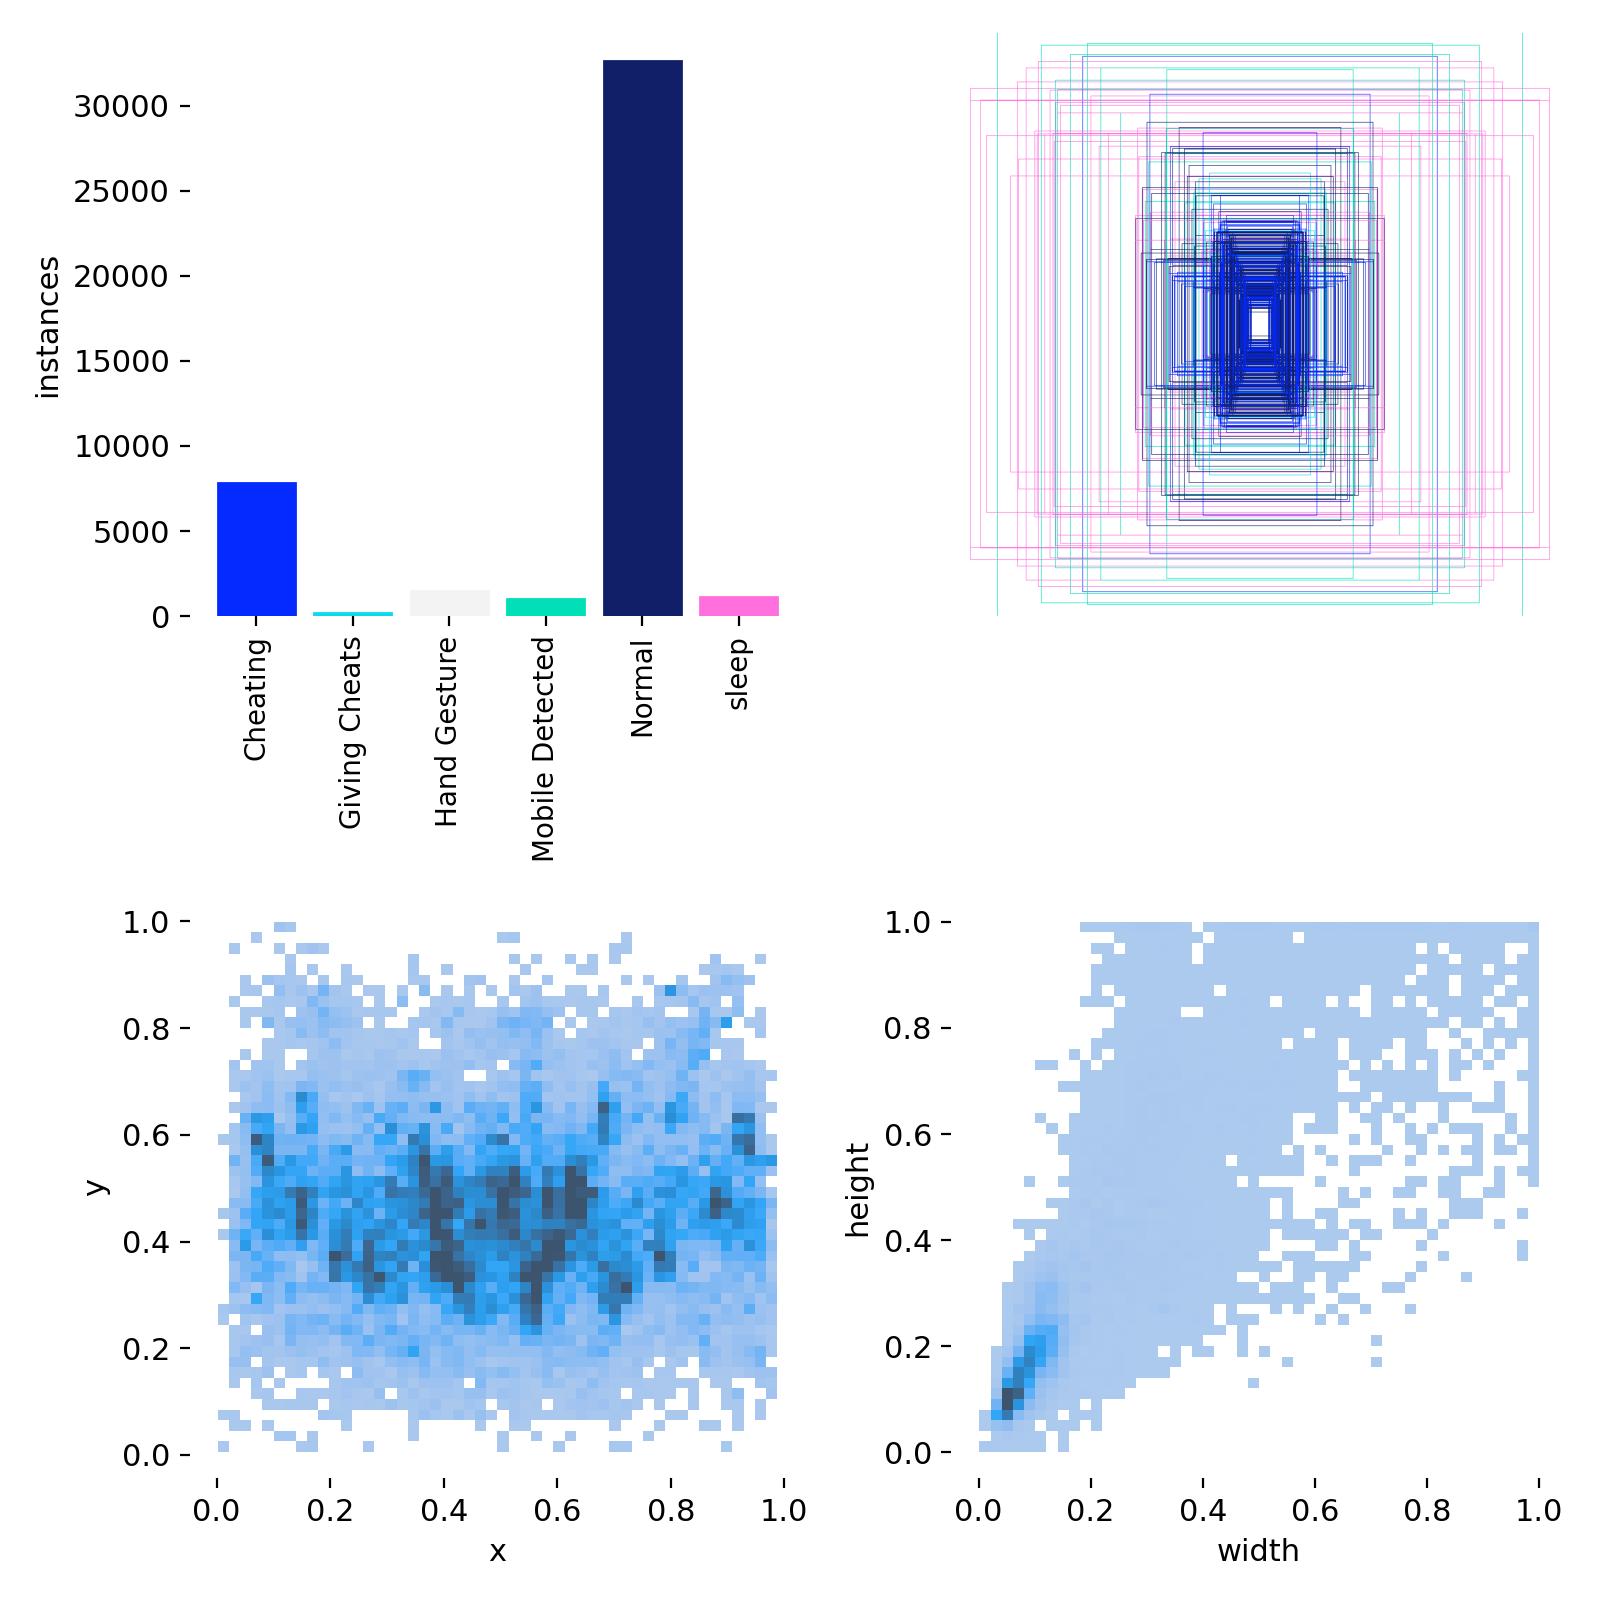 instances
30000
25000
20000
15000
10000
5000
0
Cheating
Giving Cheats
Hand Gesture
Mobile Detected
Normal
sleep
y
1.0
0.8
0.6
0.4
0.2
0.0
0.0 0.2 0.4 0.6 0.8 1.0
x
height
1.0
0.8
0.6
0.4
0.2
0.0
0.0 0.2 0.4 0.6 0.8 1.0
width